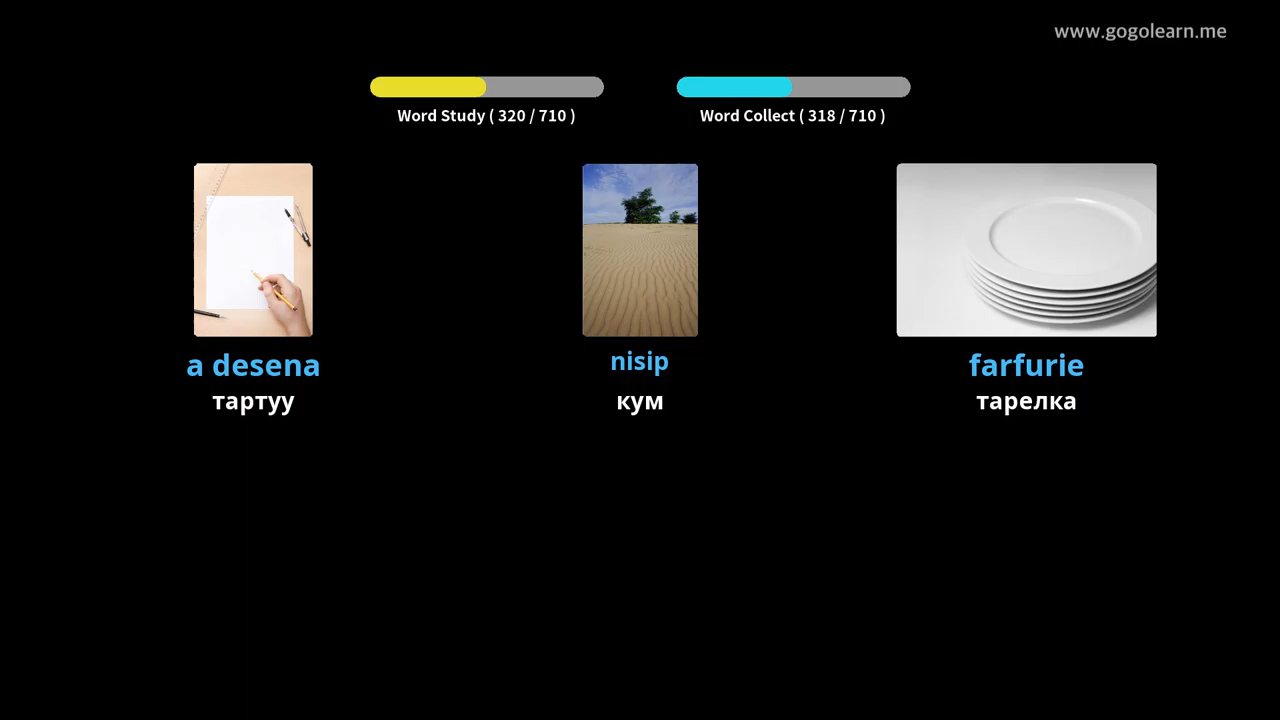 www.gogolearn.me
Word Study ( 320 / 710 )
Word Collect ( 318 / 710 )
a desena
тартуу
nisip
кум
farfurie
тарелка